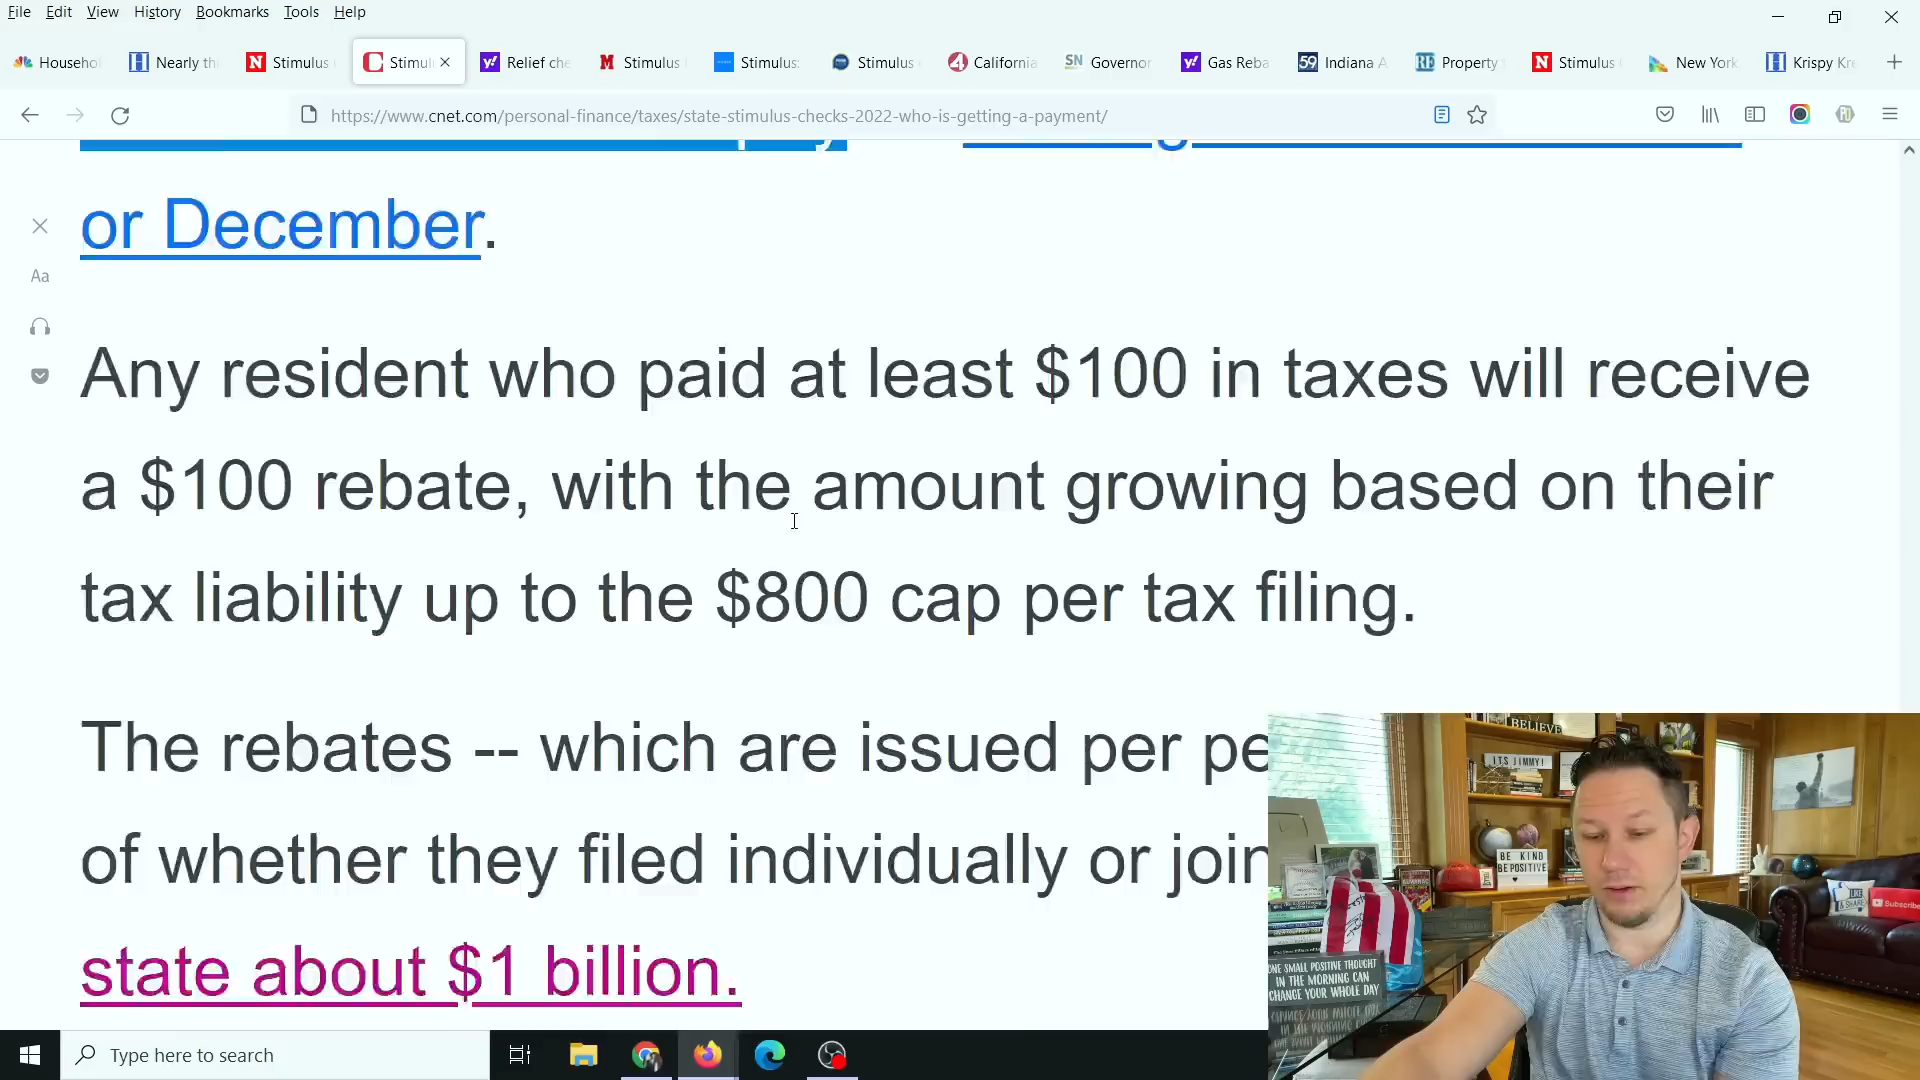 File Edit View History Bookmarks Tools Help
Househo Nearly th Stimulus Stimul Relief che Stimulus Stimulus: Stimulus California Governor Gas Reba Indiana A Property Stimulus New York Krispy Kre
https://www.cnet.com/personal-finance/taxes/state-stimulus-checks-2022-who-is-getting-a-payment/
or December.
Aa
Any resident who paid at least $100 in taxes will receive
a $100 rebate, with the amount growing based on their
tax liability up to the $800 cap per tax filing.
The rebates -- which are issued per pe
of whether they filed individually or join
state about $1 billion.
BELIEVE
ITS JIMMY!
BE KIND
BE POSITIVE
LIKE
& SHARE
Subscribe
ONE SMALL POSITIVE THOUGHT
IN THE MORNING CAN
CHANGE YOUR WHOLE DAY
Type here to search